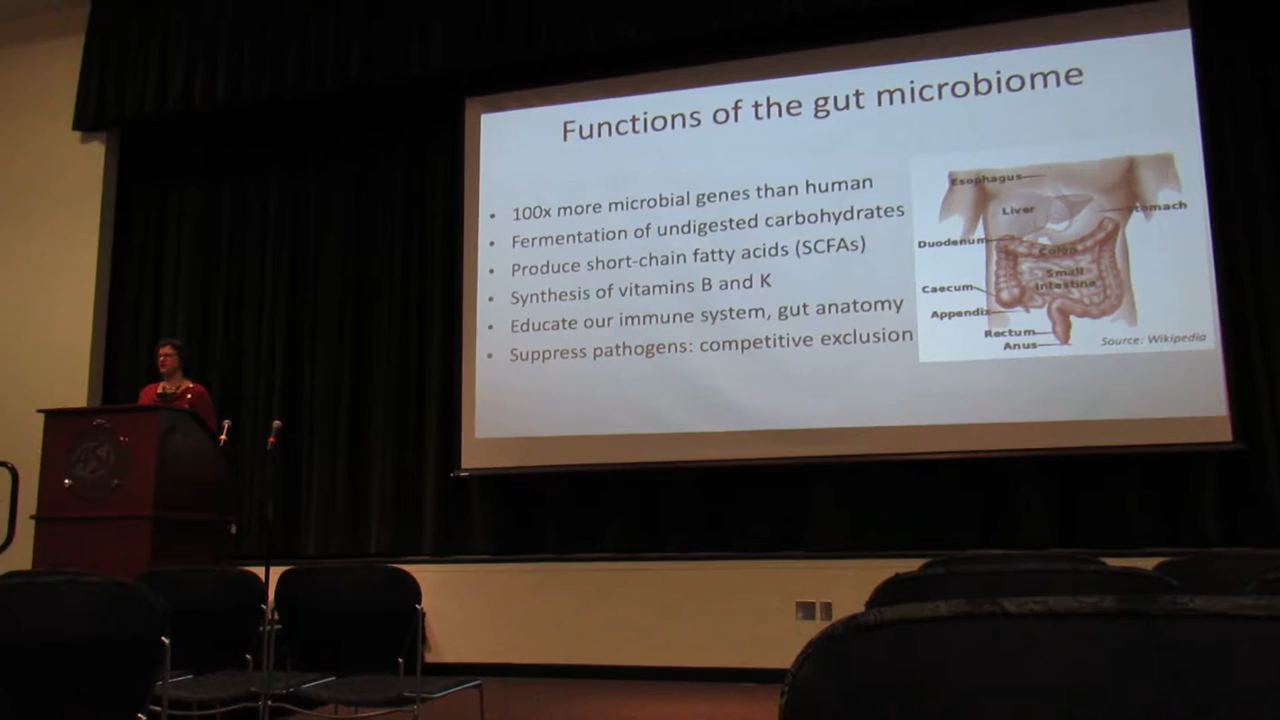 Functions of the gut microbiome
• 100x more microbial genes than human
• Fermentation of undigested carbohydrates
• Produce short-chain fatty acids (SCFAs)
• Synthesis of vitamins B and K
• Educate our immune system, gut anatomy
• Suppress pathogens: competitive exclusion
Esophagus
Liver
tomach
Duodenum
Colon
Small
Intestine
Caecum
Appendix
Rectum
Anus
Source: Wikipedia